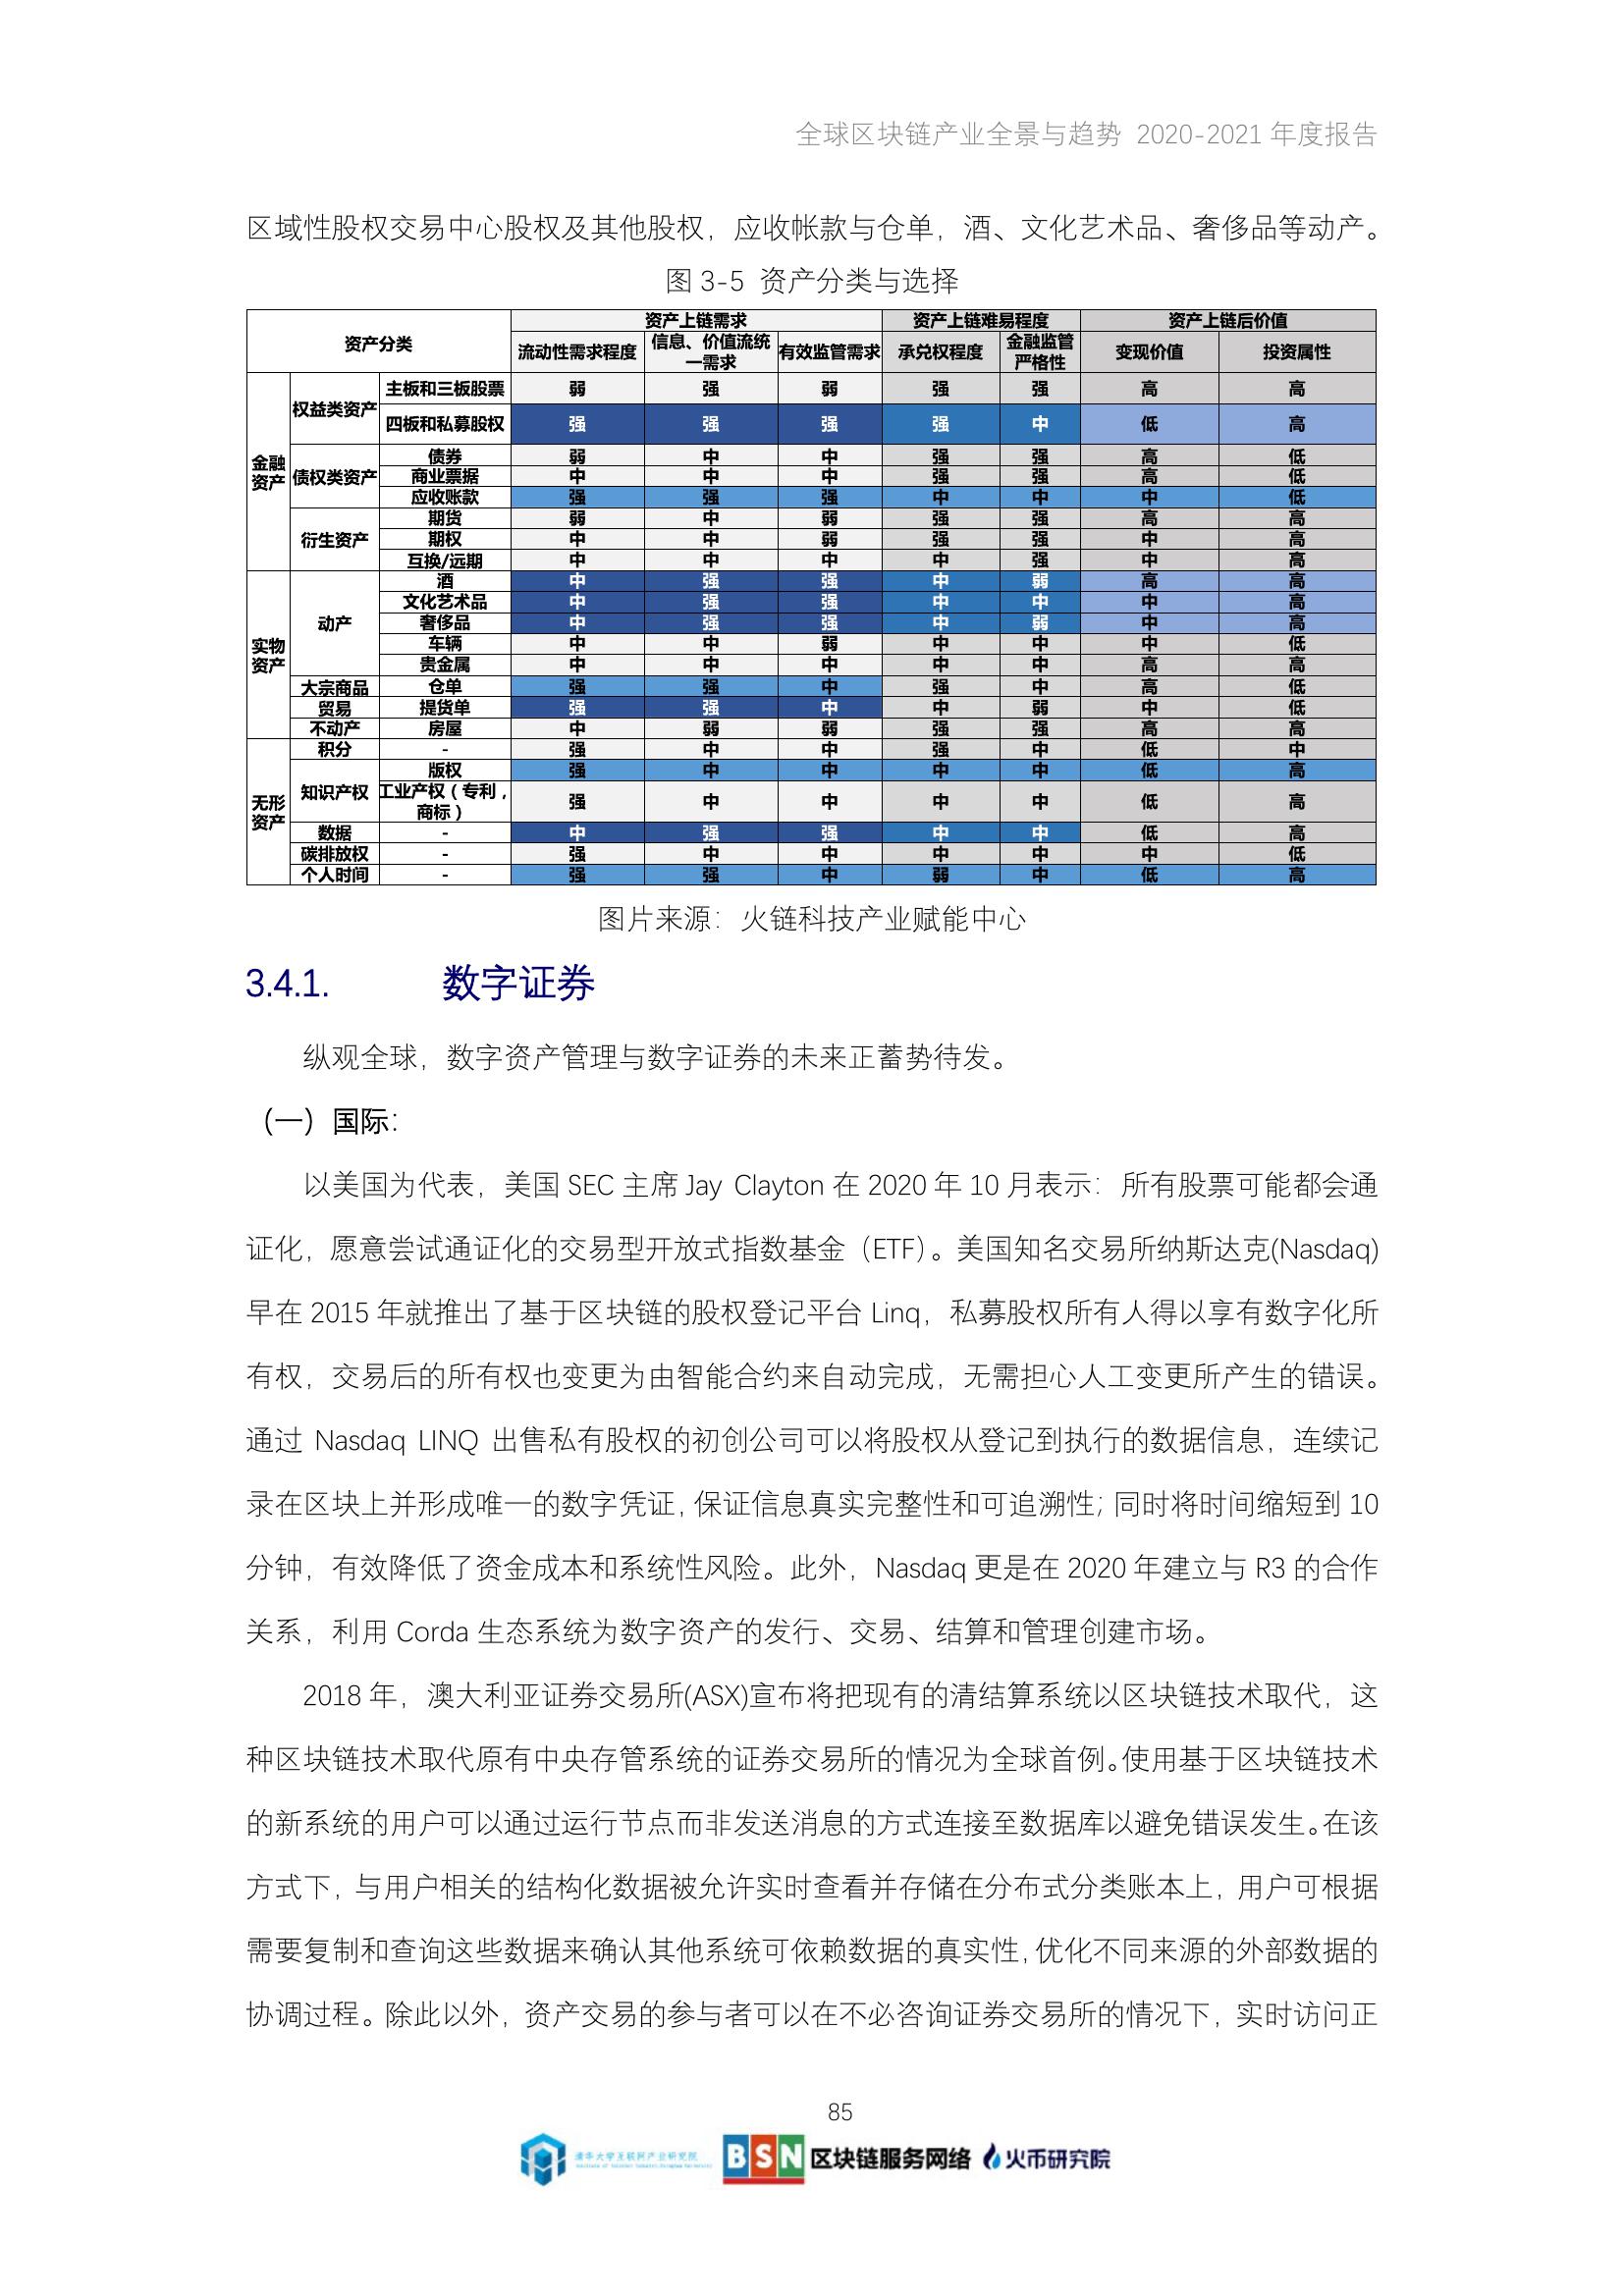 全球区块链产业全景与趋势 2020-2021 年度报告
区域性股权交易中心股权及其他股权，应收帐款与仓单，酒、文化艺术品、奢侈品等动产。
图 3-5 资产分类与选择
资产分类 资产上链需求 资产上链难易程度 资产上链后价值
流动性需求程度 信息、价值流统一需求 有效监管需求 承兑权程度 金融监管严格性 变现价值 投资属性
金融资产 权益类资产 主板和三板股票 弱 强 弱 强 强 高 高
四板和私募股权 强 强 强 强 中 低 高
债权类资产 债券 弱 中 中 强 强 高 低
商业票据 中 中 中 强 强 高 低
应收账款 强 强 强 中 中 中 低
衍生资产 期货 弱 中 弱 强 强 高 高
期权 中 中 弱 强 强 中 高
互换/远期 中 中 中 中 强 中 高
实物资产 动产 酒 中 强 强 中 弱 高 高
文化艺术品 中 强 强 中 中 中 高
奢侈品 中 强 强 中 弱 中 高
车辆 中 中 弱 中 中 中 低
贵金属 中 中 中 中 中 高 高
大宗商品 仓单 强 强 中 强 中 高 低
贸易 提货单 强 强 中 中 弱 中 低
不动产 房屋 中 弱 弱 强 强 高 高
无形资产 积分 - 强 中 中 强 中 低 中
知识产权 版权 强 中 中 中 中 低 高
工业产权（专利，商标） 强 中 中 中 中 低 高
数据 - 中 强 强 中 中 低 高
碳排放权 - 强 中 中 中 中 中 低
个人时间 - 强 强 中 弱 中 低 高
图片来源：火链科技产业赋能中心
3.4.1. 数字证券
纵观全球，数字资产管理与数字证券的未来正蓄势待发。
（一）国际：
以美国为代表，美国 SEC 主席 Jay Clayton 在 2020 年 10 月表示：所有股票可能都会通
证化，愿意尝试通证化的交易型开放式指数基金（ETF）。美国知名交易所纳斯达克(Nasdaq)
早在 2015 年就推出了基于区块链的股权登记平台 Linq，私募股权所有人得以享有数字化所
有权，交易后的所有权也变更为由智能合约来自动完成，无需担心人工变更所产生的错误。
通过 Nasdaq LINQ 出售私有股权的初创公司可以将股权从登记到执行的数据信息，连续记
录在区块上并形成唯一的数字凭证，保证信息真实完整性和可追溯性；同时将时间缩短到 10
分钟，有效降低了资金成本和系统性风险。此外，Nasdaq 更是在 2020 年建立与 R3 的合作
关系，利用 Corda 生态系统为数字资产的发行、交易、结算和管理创建市场。
2018 年，澳大利亚证券交易所(ASX)宣布将把现有的清结算系统以区块链技术取代，这
种区块链技术取代原有中央存管系统的证券交易所的情况为全球首例。使用基于区块链技术
的新系统的用户可以通过运行节点而非发送消息的方式连接至数据库以避免错误发生。在该
方式下，与用户相关的结构化数据被允许实时查看并存储在分布式分类账本上，用户可根据
需要复制和查询这些数据来确认其他系统可依赖数据的真实性，优化不同来源的外部数据的
协调过程。除此以外，资产交易的参与者可以在不必咨询证券交易所的情况下，实时访问正
85
清华大学互联网产业研究院 BSN 区块链服务网络 火币研究院